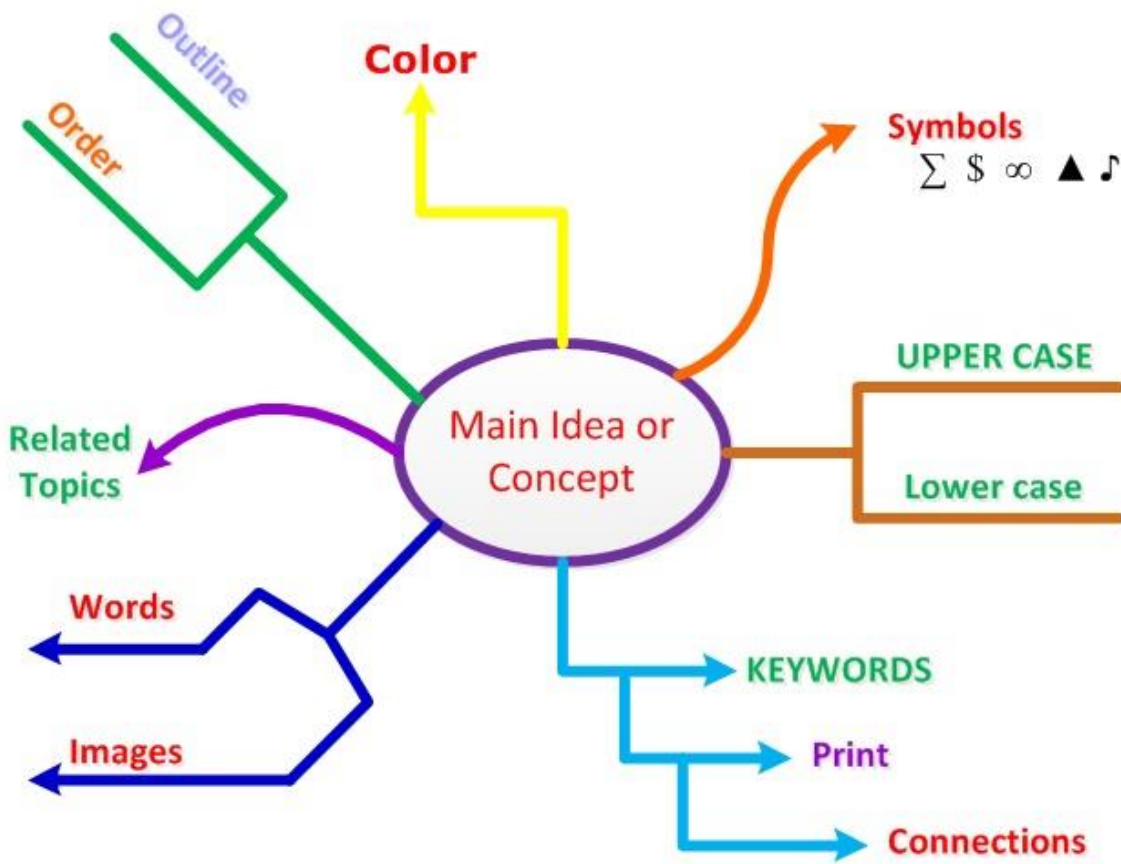 Outline
Order
Color
Symbols
∑ $ ∞ ▲ ♪
UPPER CASE
Lower case
Main Idea or
Concept
Related
Topics
Words
Images
KEYWORDS
Print
Connections